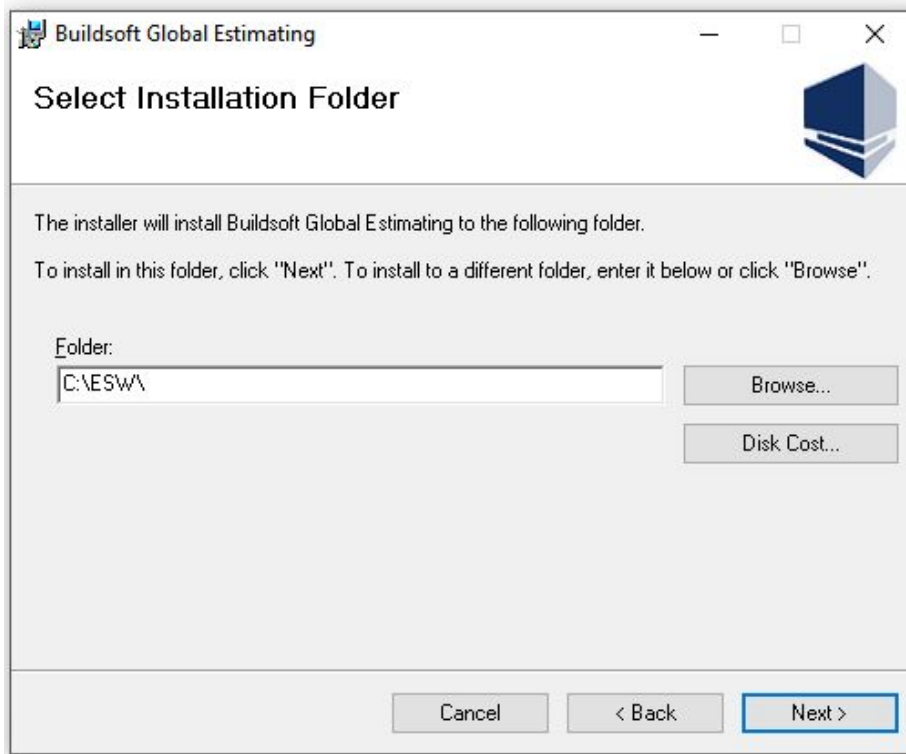 Buildsoft Global Estimating
Select Installation Folder
The installer will install Buildsoft Global Estimating to the following folder.
To install in this folder, click "Next". To install to a different folder, enter it below or click "Browse".
Folder:
C:\ESW\
Browse...
Disk Cost...
Cancel
< Back
Next >